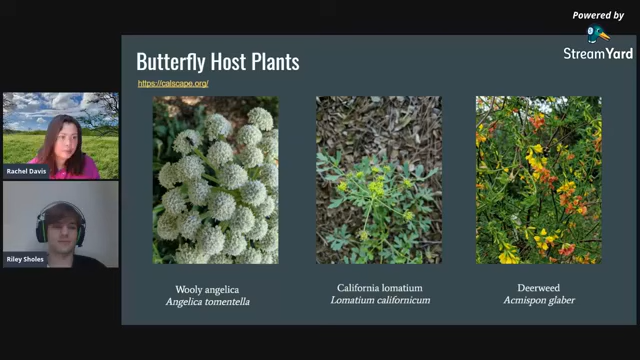 Powered by
StreamYard
Butterfly Host Plants
https://calscape.org/
Rachel Davis
Riley Sholes
Wooly angelica
Angelica tomentella
California lomatium
Lomatium californicum
Deerweed
Acmispon glaber